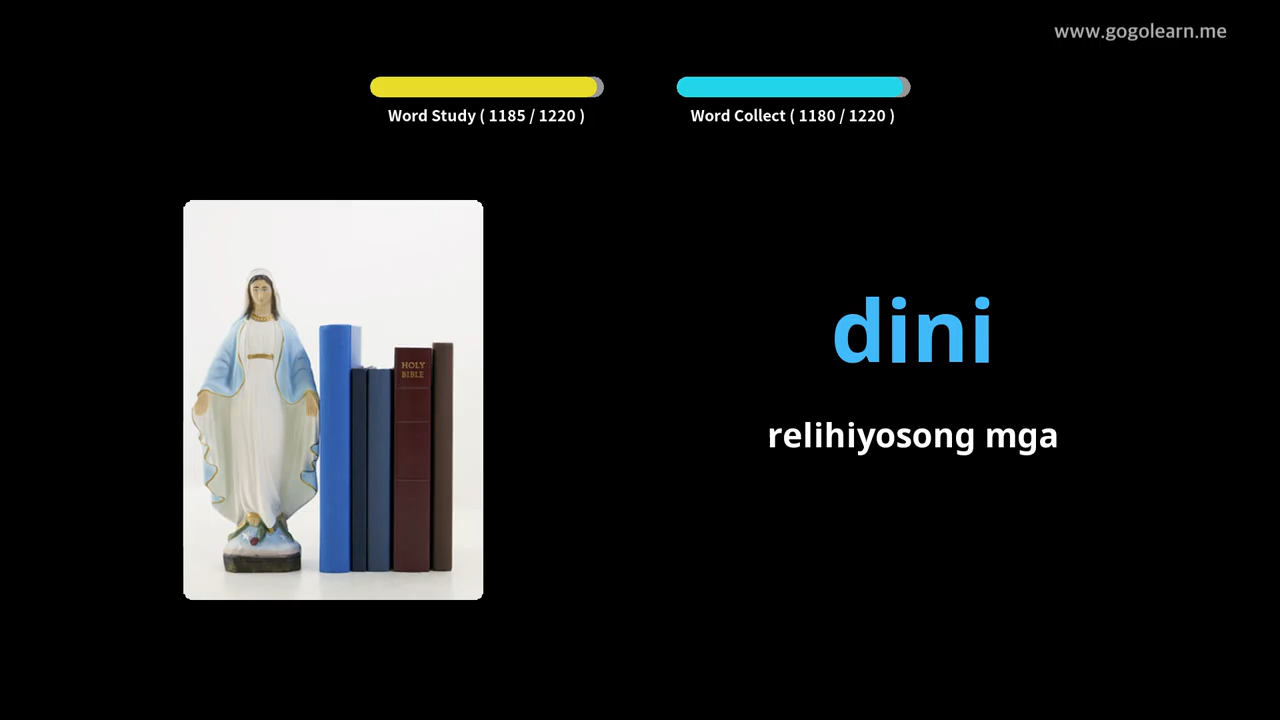 www.gogolearn.me
Word Study ( 1185 / 1220 )
Word Collect ( 1180 / 1220 )
HOLY
BIBLE
dini
relihiyosong mga